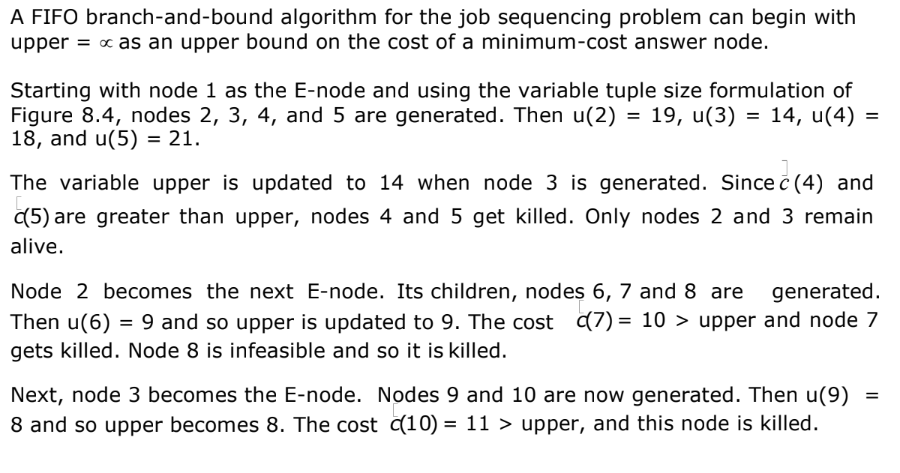 A FIFO branch-and-bound algorithm for the job sequencing problem can begin with
upper = ∝ as an upper bound on the cost of a minimum-cost answer node.
Starting with node 1 as the E-node and using the variable tuple size formulation of
Figure 8.4, nodes 2, 3, 4, and 5 are generated. Then u(2) = 19, u(3) = 14, u(4) =
18, and u(5) = 21.
The variable upper is updated to 14 when node 3 is generated. Since c (4) and
c(5) are greater than upper, nodes 4 and 5 get killed. Only nodes 2 and 3 remain
alive.
Node 2 becomes the next E-node. Its children, nodes 6, 7 and 8 are generated.
Then u(6) = 9 and so upper is updated to 9. The cost c(7) = 10 > upper and node 7
gets killed. Node 8 is infeasible and so it is killed.
Next, node 3 becomes the E-node. Nodes 9 and 10 are now generated. Then u(9) =
8 and so upper becomes 8. The cost c(10) = 11 > upper, and this node is killed.